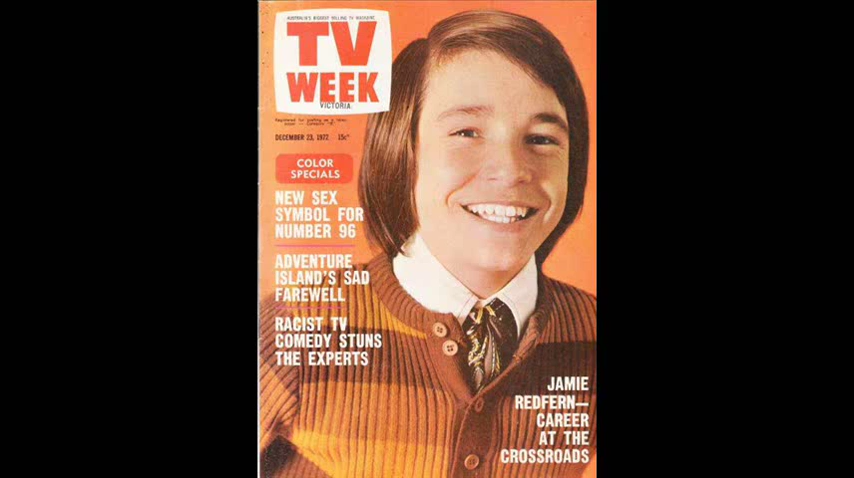 AUSTRALIA'S BIGGEST SELLING TV MAGAZINE
TV
WEEK
VICTORIA
DECEMBER 23, 1972 15c*
COLOR
SPECIALS
NEW SEX
SYMBOL FOR
NUMBER 96
ADVENTURE
ISLAND'S SAD
FAREWELL
RACIST TV
COMEDY STUNS
THE EXPERTS
JAMIE
REDFERN—
CAREER
AT THE
CROSSROADS